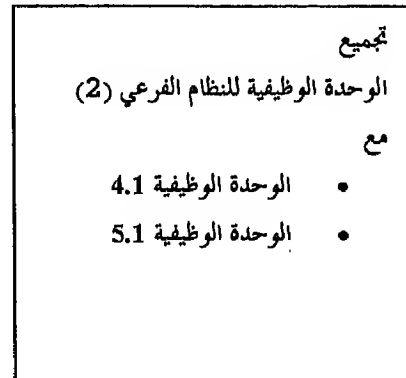 تجميع
الوحدة الوظيفية للنظام الفرعي (2)
مع
• الوحدة الوظيفية 4.1
• الوحدة الوظيفية 5.1